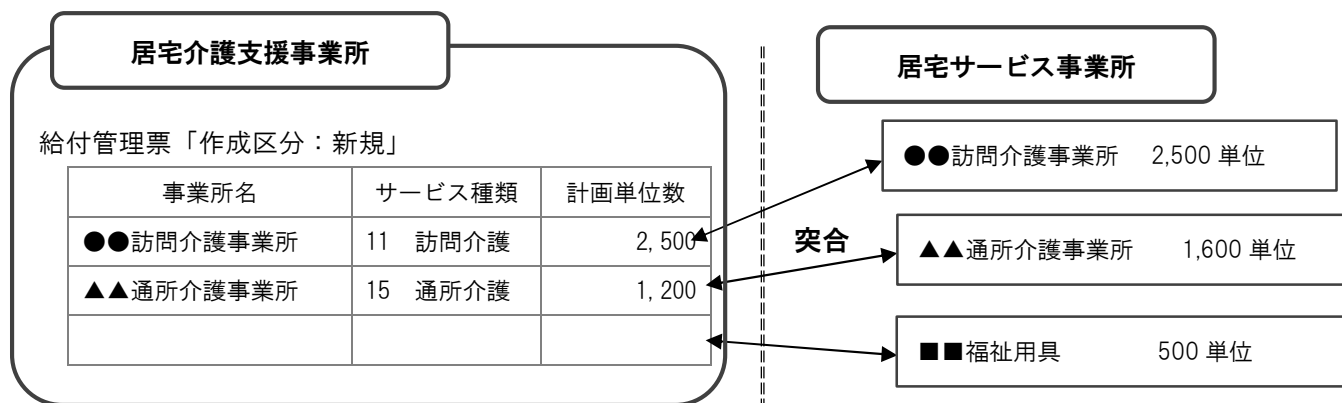 居宅介護支援事業所
居宅サービス事業所
給付管理票「作成区分：新規」
事業所名 サービス種類 計画単位数
●●訪問介護事業所 11 訪問介護 2,500
▲▲通所介護事業所 15 通所介護 1,200
突合
●●訪問介護事業所 2,500 単位
▲▲通所介護事業所 1,600 単位
■■福祉用具 500 単位